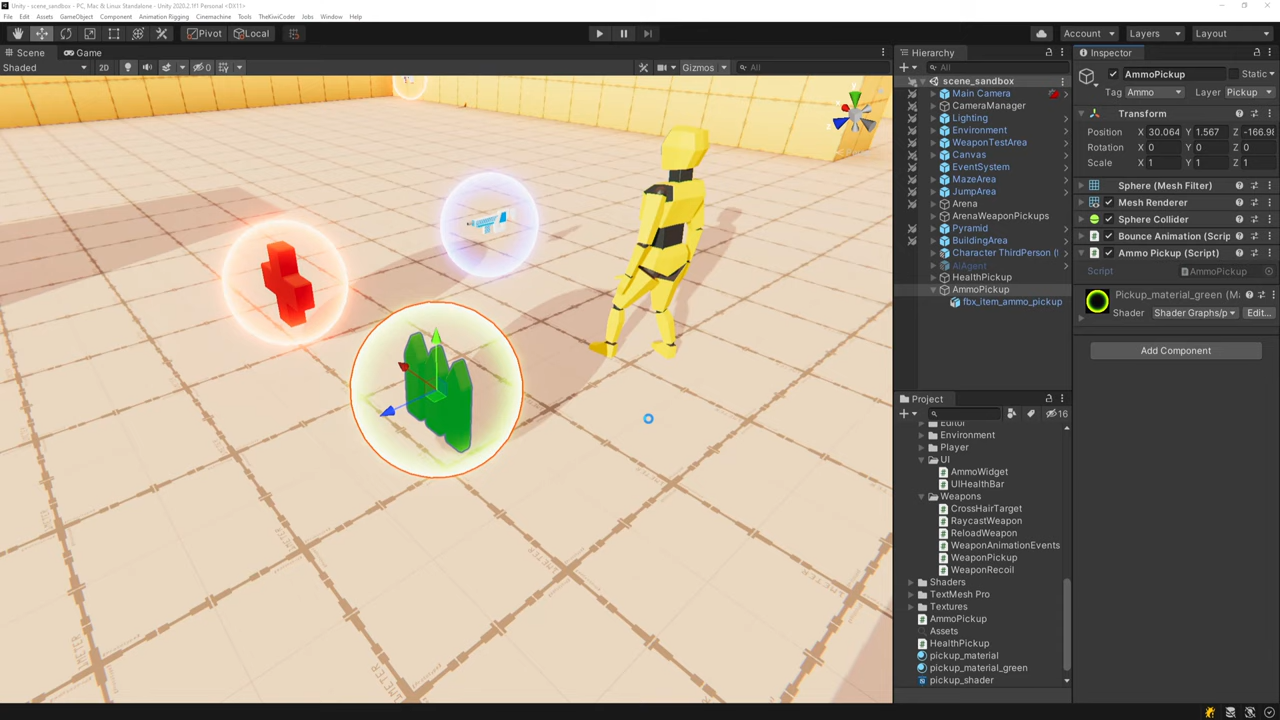 Unity - scene_sandbox - PC, Mac & Linux Standalone - Unity 2020.2.1f1 Personal <DX11>
File Edit Assets GameObject Component Animation Rigging Cinemachine Tools TheKiwiCoder Jobs Window Help
Pivot Local Account Layers Layout
Scene Game
Shaded 2D 0 Gizmos All
Hierarchy
All
scene_sandbox
Main Camera
CameraManager
Lighting
Environment
WeaponTestArea
Canvas
EventSystem
MazeArea
JumpArea
Arena
ArenaWeaponPickups
Pyramid
BuildingArea
Character ThirdPerson (
AiAgent
HealthPickup
AmmoPickup
fbx_item_ammo_pickup
Project
16
Editor
Environment
Player
UI
AmmoWidget
UIHealthBar
Weapons
CrossHairTarget
RaycastWeapon
ReloadWeapon
WeaponAnimationEvents
WeaponPickup
WeaponRecoil
Shaders
TextMesh Pro
Textures
AmmoPickup
Assets
HealthPickup
pickup_material
pickup_material_green
pickup_shader
Inspector
AmmoPickup Static
Tag Ammo Layer Pickup
Transform
Position X 30.064 Y 1.567 Z -166.98
Rotation X 0 Y 0 Z 0
Scale X 1 Y 1 Z 1
Sphere (Mesh Filter)
Mesh Renderer
Sphere Collider
Bounce Animation (Scrip
Ammo Pickup (Script)
Script AmmoPickup
Pickup_material_green (Ma
Shader Shader Graphs/p Edit...
Add Component